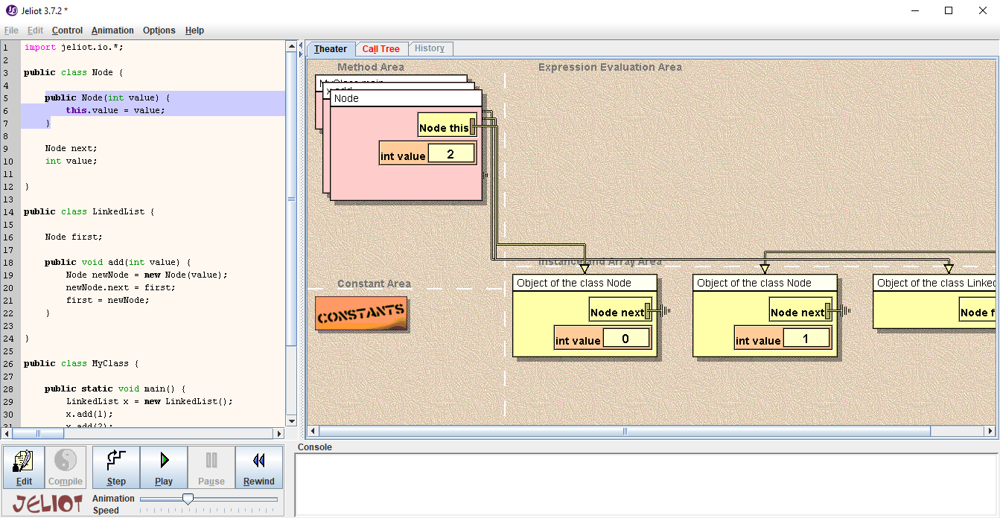 Jeliot 3.7.2 *
File Edit Control Animation Options Help
1 import jeliot.io.*;
2
3 public class Node {
4
5 public Node(int value) {
6 this.value = value;
7 }
8
9 Node next;
10 int value;
11
12 }
13
14 public class LinkedList {
15
16 Node first;
17
18 public void add(int value) {
19 Node newNode = new Node(value);
20 newNode.next = first;
21 first = newNode;
22 }
23
24 }
25
26 public class MyClass {
27
28 public static void main() {
29 LinkedList x = new LinkedList();
30 x.add(1);
31 x.add(2);
Edit Compile Step Play Pause Rewind
JELIOT
Animation Speed
Theater Call Tree History
Method Area
Expression Evaluation Area
MyClass.main
x.add
Node
Node this
int value 2
Constant Area
CONSTANTS
Instance and Array Area
Object of the class Node
Node next
int value 0
Object of the class Node
Node next
int value 1
Object of the class Linked
Node f
Console